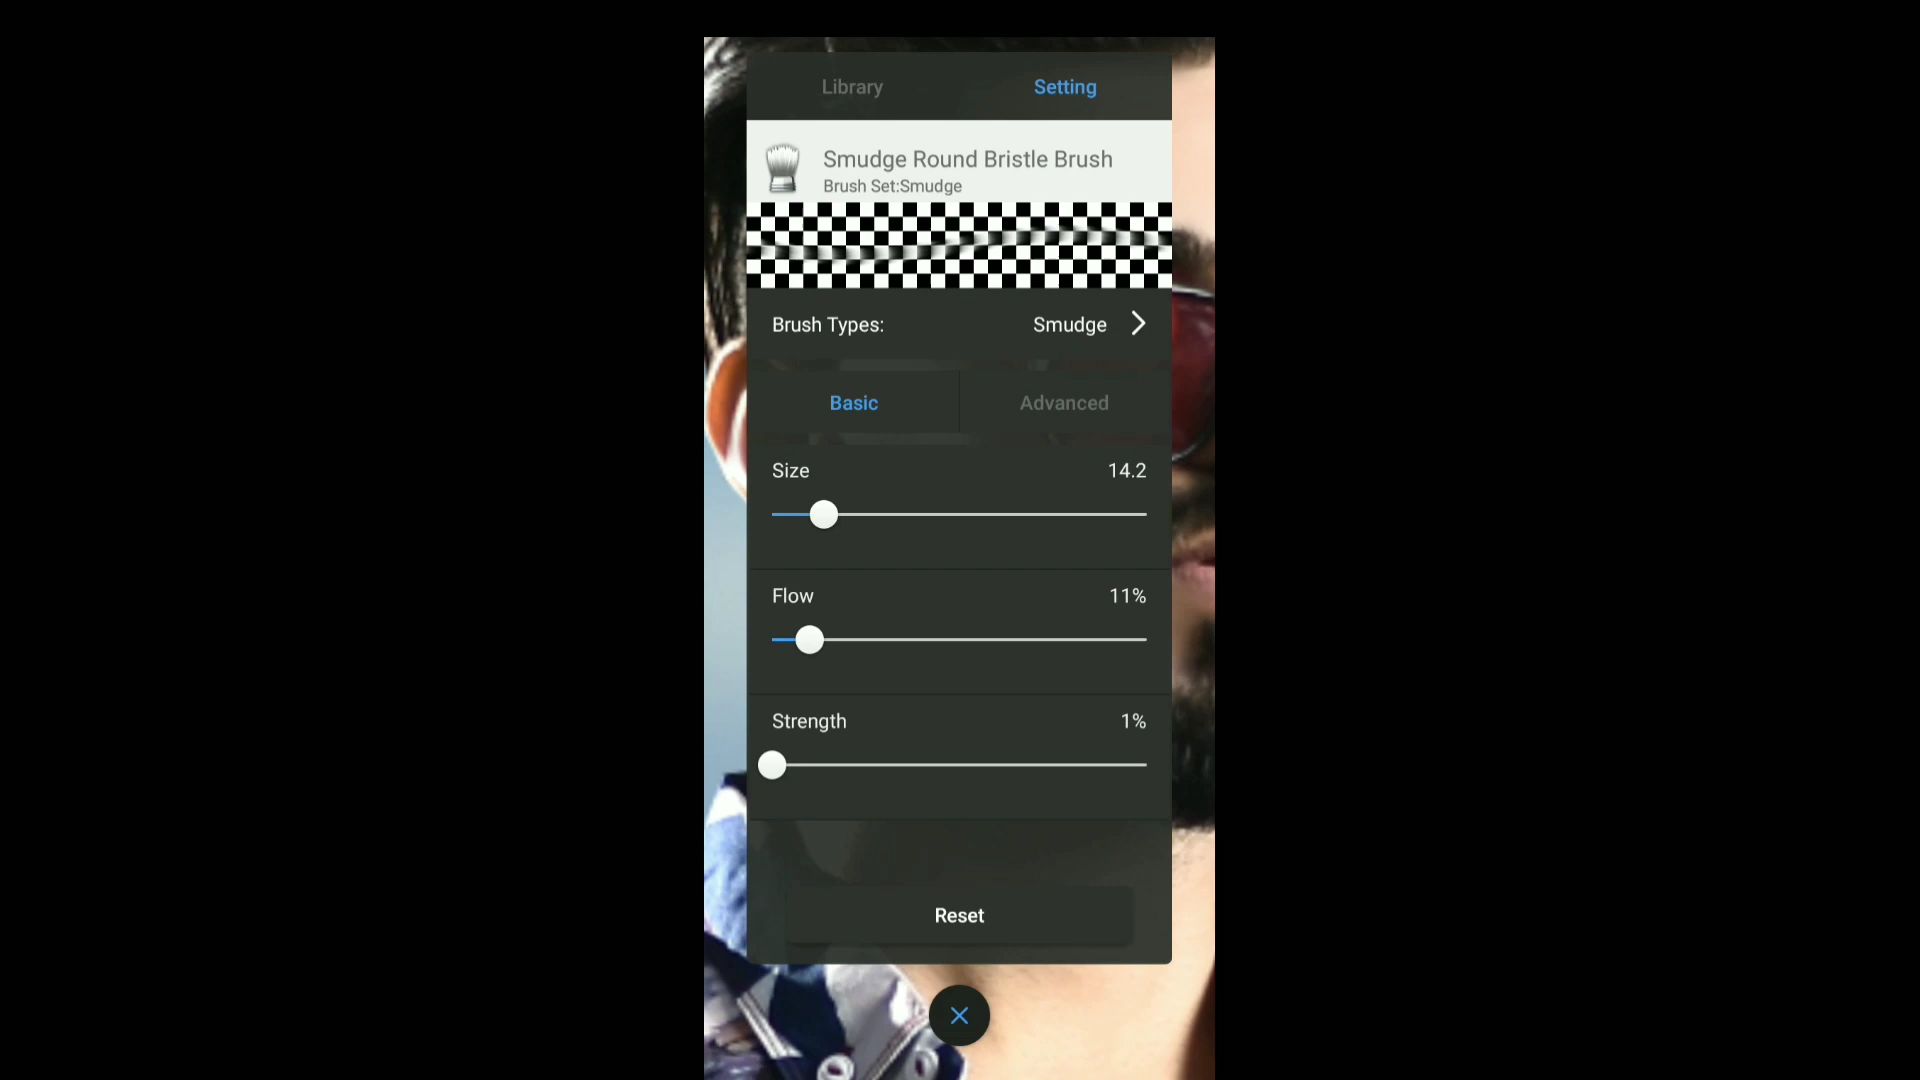 Library Setting
Smudge Round Bristle Brush
Brush Set:Smudge
Brush Types: Smudge
Basic Advanced
Size 14.2
Flow 11%
Strength 1%
Reset